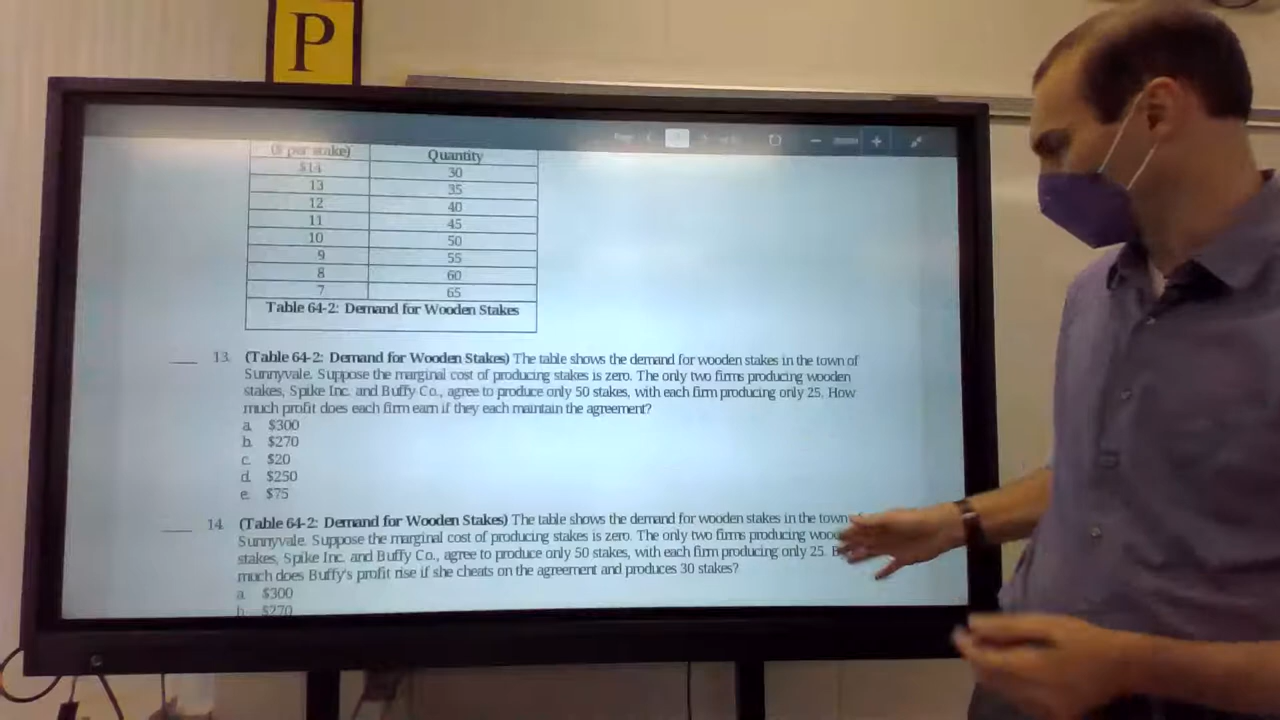 P
Page
($ per stake) Quantity
$14 30
13 35
12 40
11 45
10 50
9 55
8 60
7 65
Table 64-2: Demand for Wooden Stakes
13. (Table 64-2: Demand for Wooden Stakes) The table shows the demand for wooden stakes in the town of
Sunnyvale. Suppose the marginal cost of producing stakes is zero. The only two firms producing wooden
stakes, Spike Inc. and Buffy Co., agree to produce only 50 stakes, with each firm producing only 25. How
much profit does each firm earn if they each maintain the agreement?
a. $300
b. $270
c. $20
d. $250
e. $75
14. (Table 64-2: Demand for Wooden Stakes) The table shows the demand for wooden stakes in the town
Sunnyvale. Suppose the marginal cost of producing stakes is zero. The only two firms producing
stakes, Spike Inc. and Buffy Co., agree to produce only 50 stakes, with each firm producing only 25.
much does Buffy's profit rise if she cheats on the agreement and produces 30 stakes?
a. $300
b. $270